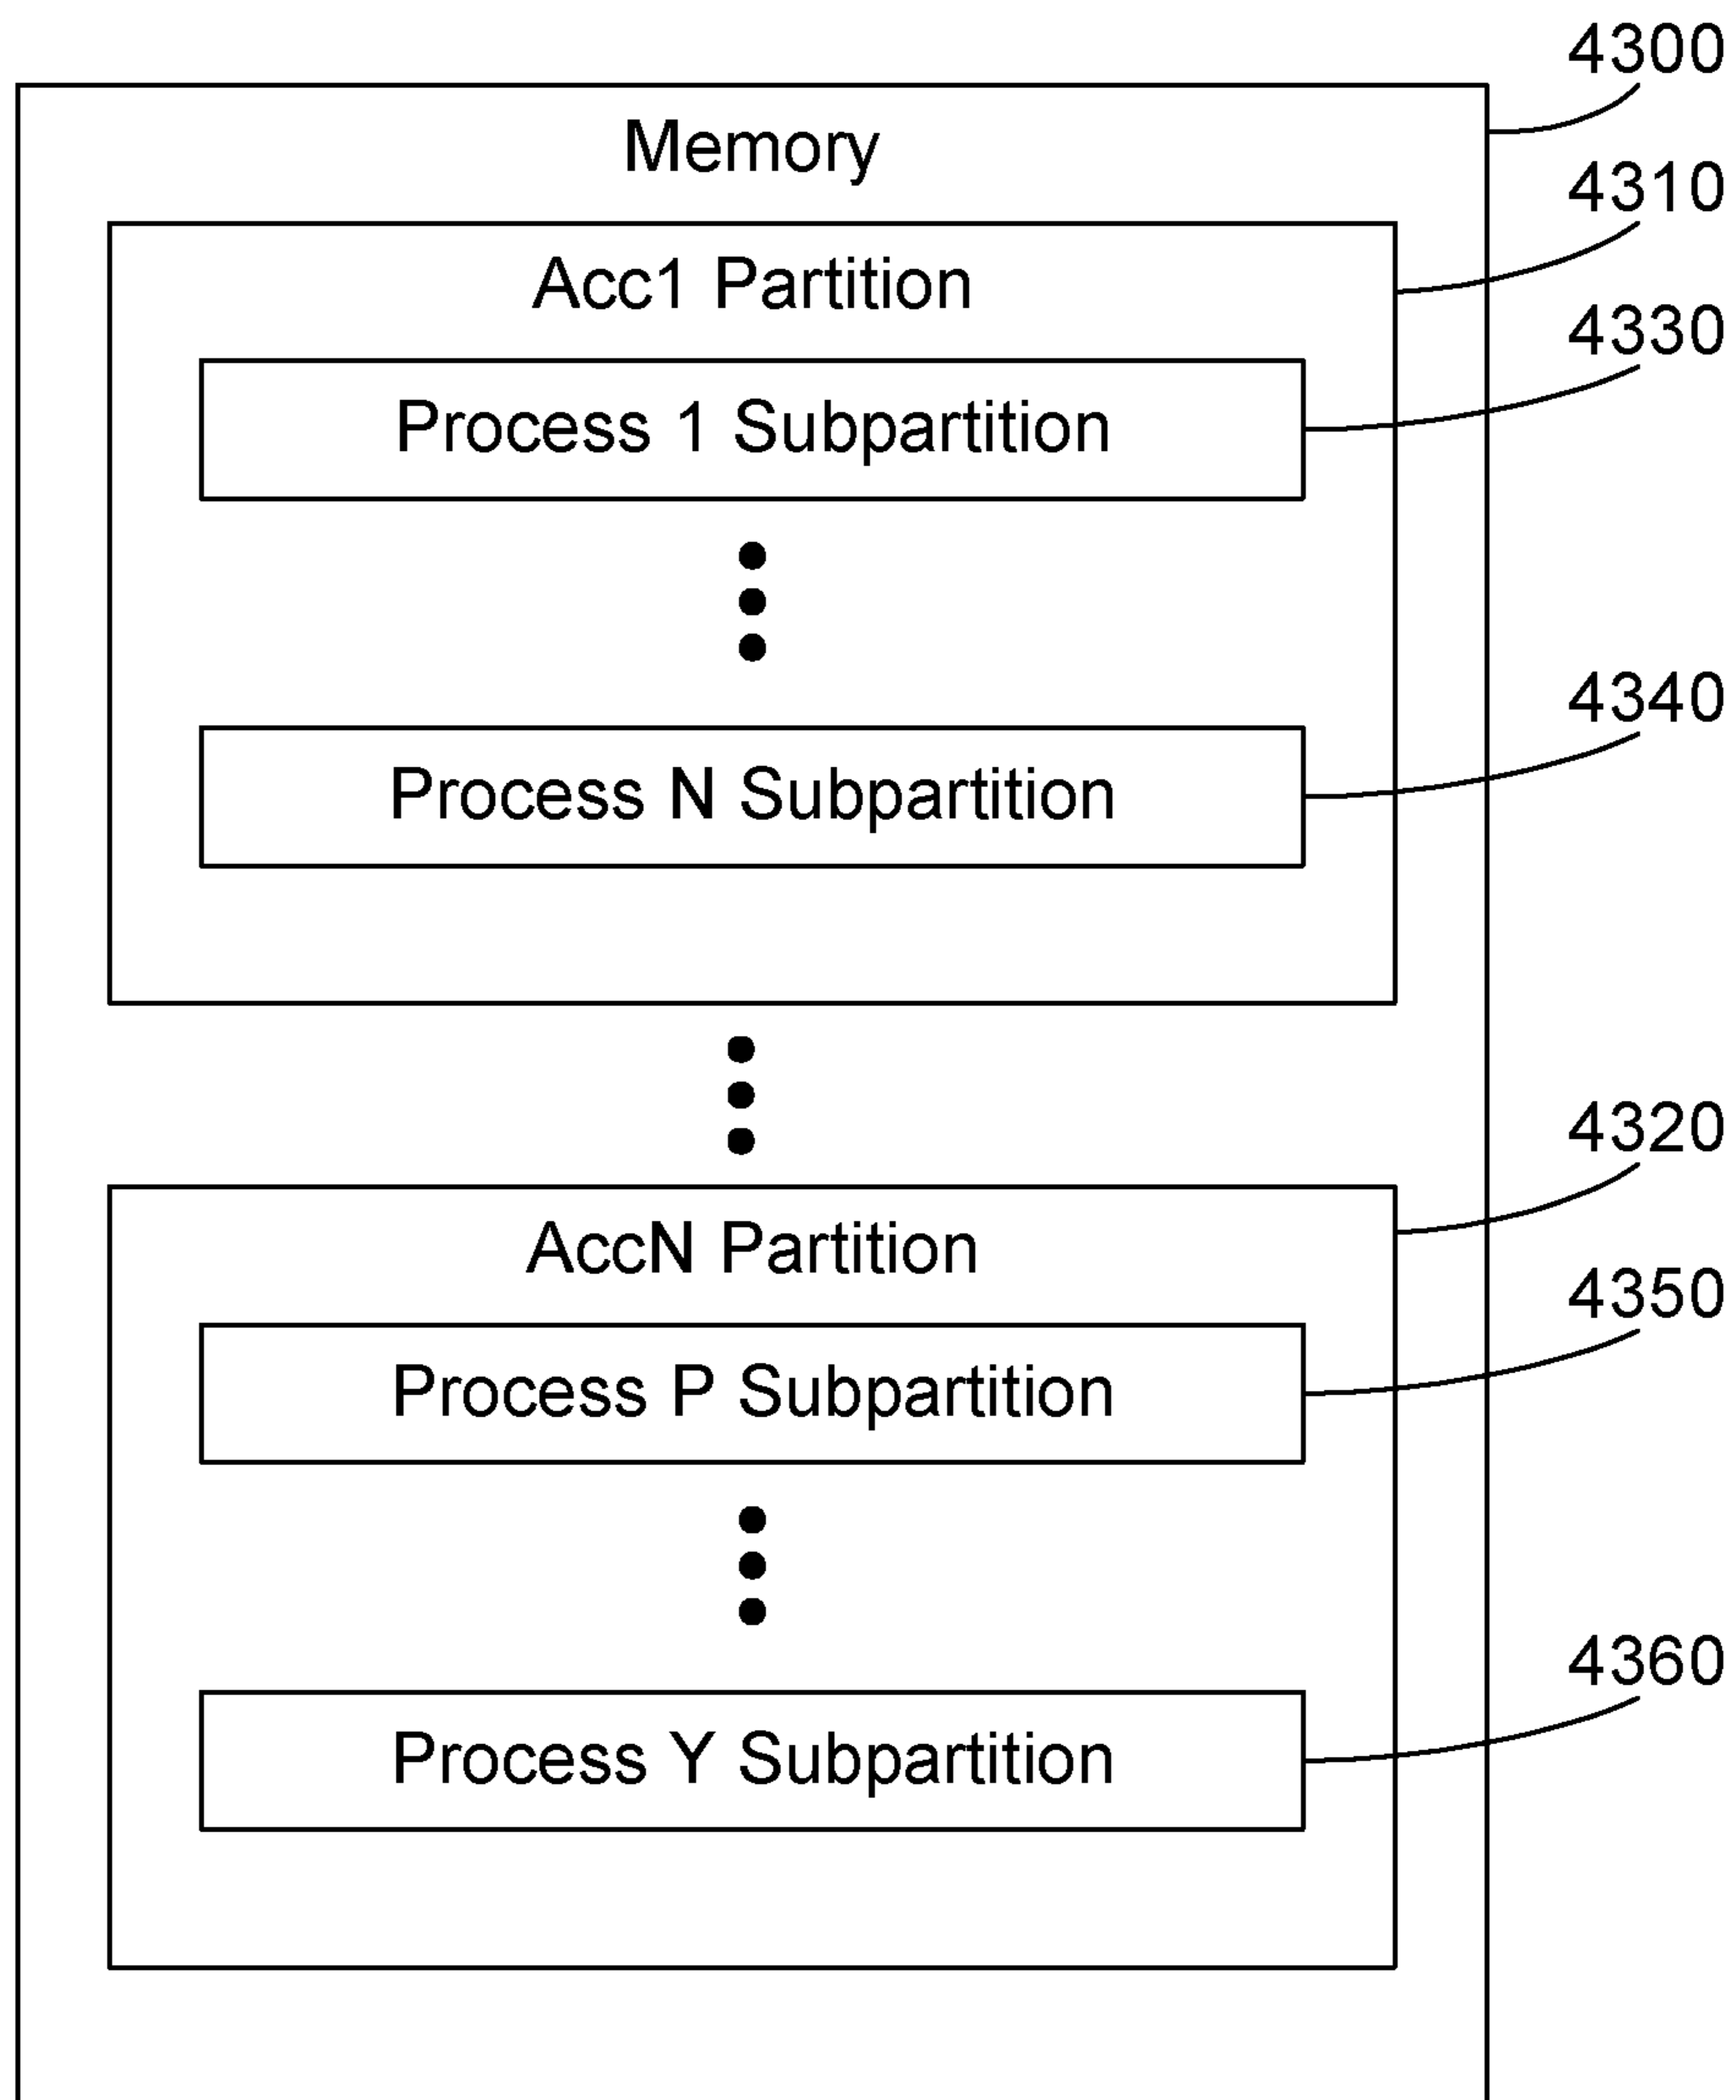 4300
Memory
4310
Acc1 Partition
4330
Process 1 Subpartition
4340
Process N Subpartition
4320
AccN Partition
4350
Process P Subpartition
4360
Process Y Subpartition